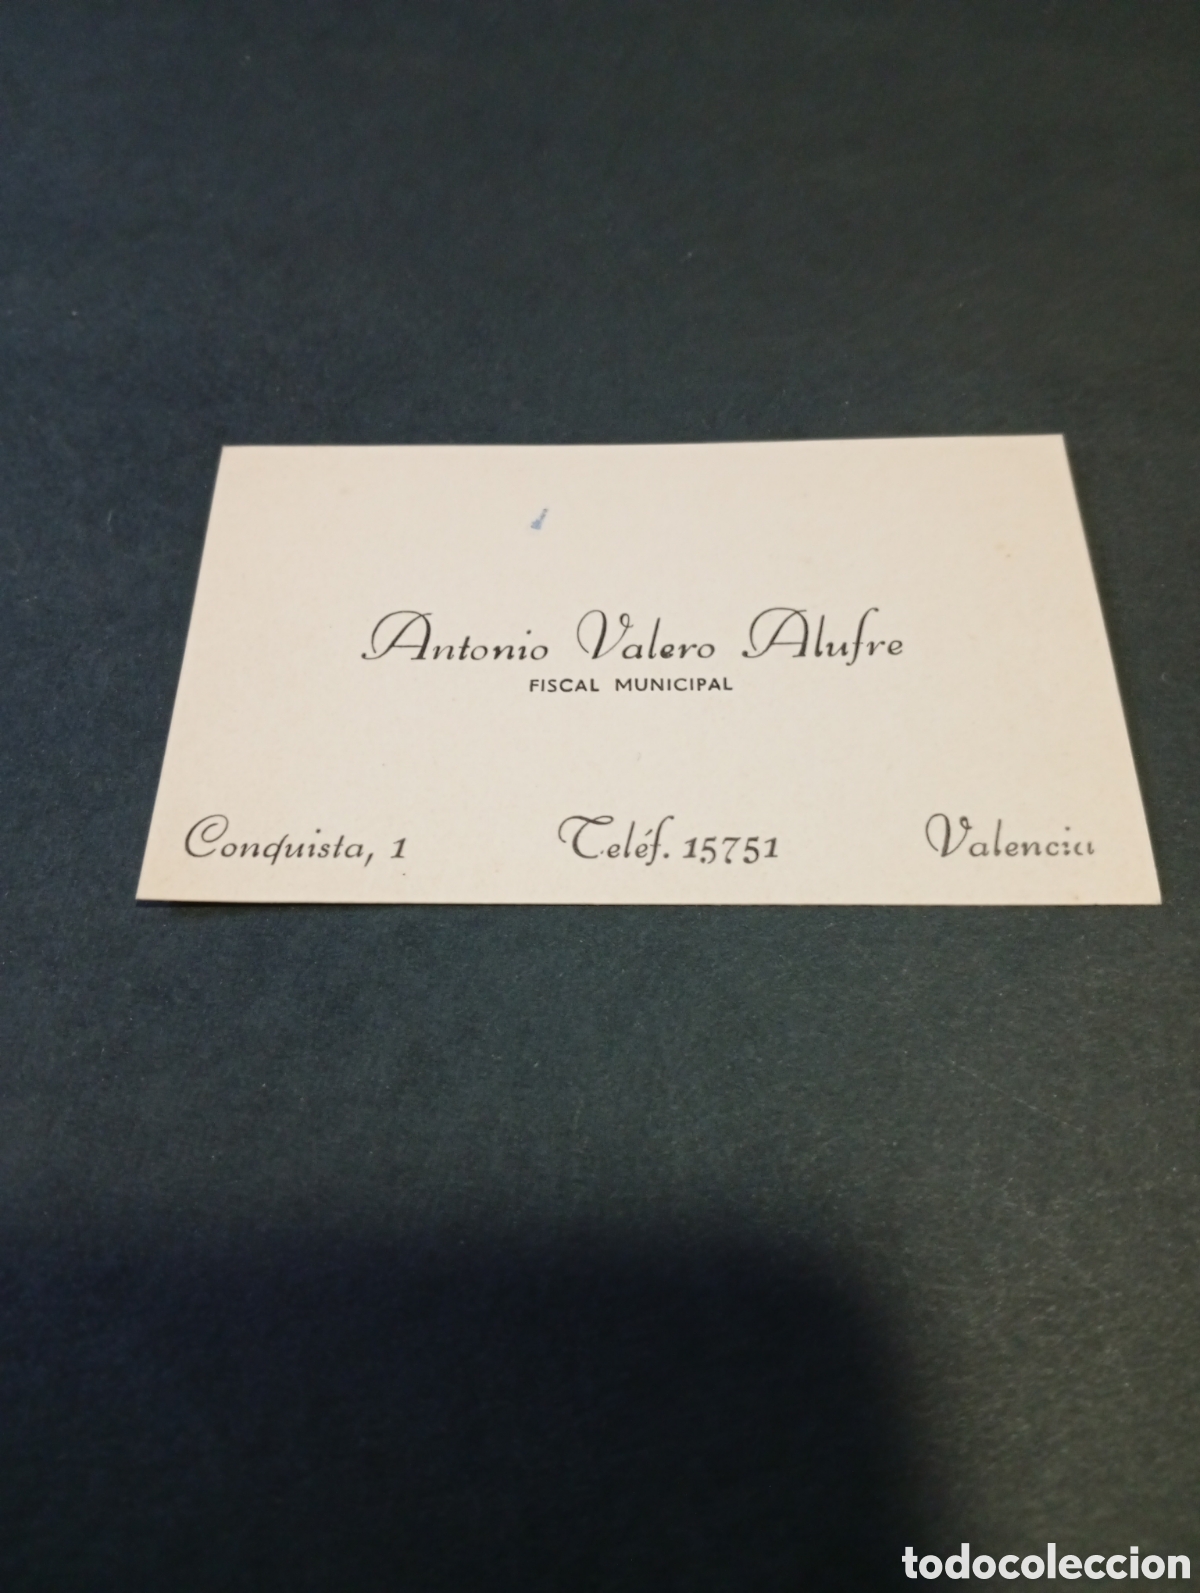 Antonio Valero Alufre
FISCAL MUNICIPAL
Conquista, 1 Teléf. 15751 Valencia
todocoleccion